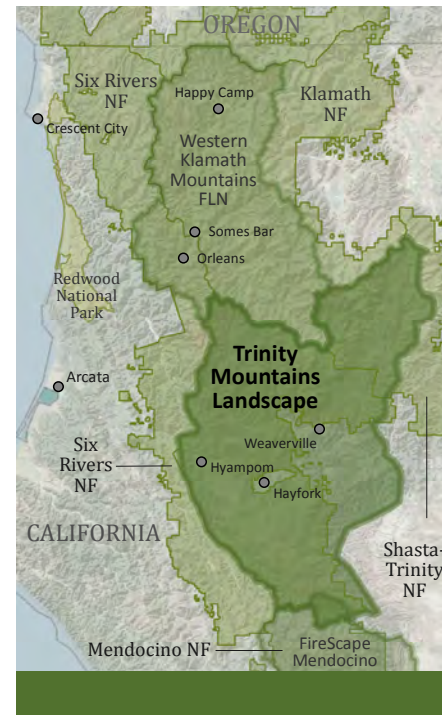 OREGON
Six Rivers
NF
Happy Camp
Klamath
NF
Crescent City
Western
Klamath
Mountains
FLN
Somes Bar
Orleans
Redwood
National
Park
Trinity
Mountains
Landscape
Arcata
Weaverville
Six
Rivers
NF
Hyampom
Hayfork
CALIFORNIA
Shasta-
Trinity
NF
Mendocino NF
FireScape
Mendocino